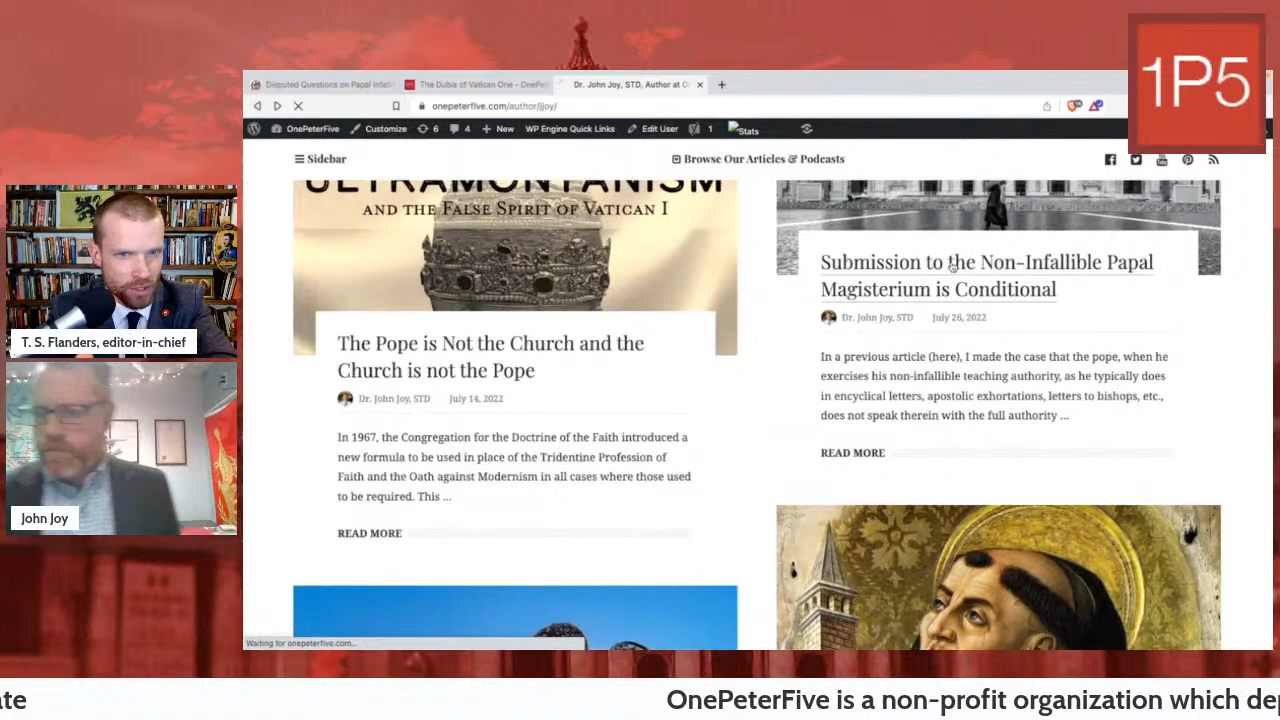 1P5
Disputed Questions on Papal Infalli
The Dubia of Vatican One - OnePe
Dr. John Joy, STD, Author at O
onepeterfive.com/author/jjoy/
OnePeterFive
Customize
6
4
New
WP Engine Quick Links
Edit User
1
Stats
Sidebar
Browse Our Articles & Podcasts
ULTRAMONTANISM
AND THE FALSE SPIRIT OF VATICAN I
The Pope is Not the Church and the
Church is not the Pope
Dr. John Joy, STD July 14, 2022
In 1967, the Congregation for the Doctrine of the Faith introduced a
new formula to be used in place of the Tridentine Profession of
Faith and the Oath against Modernism in all cases where those used
to be required. This ...
READ MORE
Submission to the Non-Infallible Papal
Magisterium is Conditional
Dr. John Joy, STD July 26, 2022
In a previous article (here), I made the case that the pope, when he
exercises his non-infallible teaching authority, as he typically does
in encyclical letters, apostolic exhortations, letters to bishops, etc.,
does not speak therein with the full authority ...
READ MORE
Waiting for onepeterfive.com...
T. S. Flanders, editor-in-chief
John Joy
ate
OnePeterFive is a non-profit organization which dep